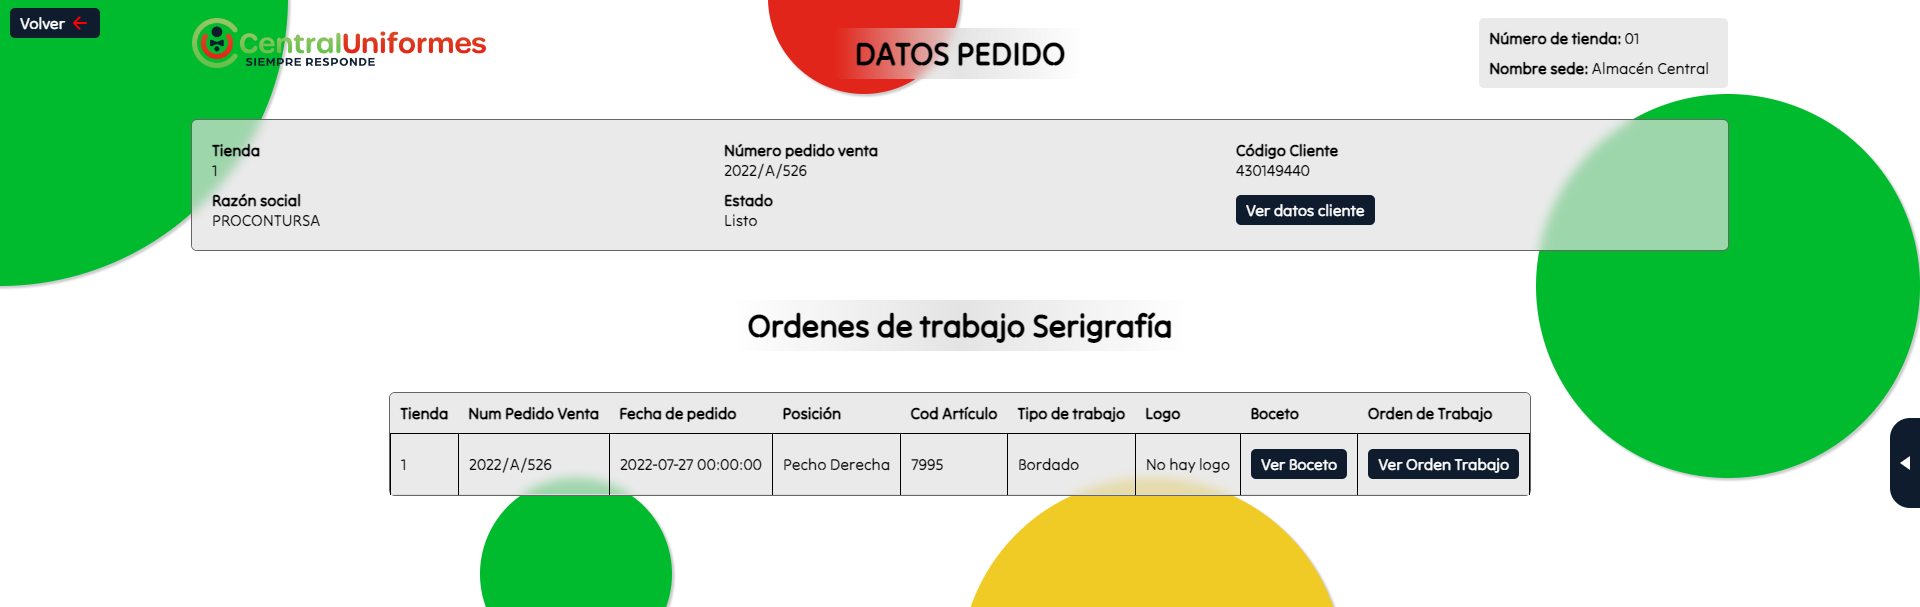 Volver
CentralUniformes
SIEMPRE RESPONDE
DATOS PEDIDO
Número de tienda: 01
Nombre sede: Almacén Central
Tienda
1
Número pedido venta
2022/A/526
Código Cliente
430149440
Razón social
PROCONTURSA
Estado
Listo
Ver datos cliente
Ordenes de trabajo Serigrafía
Tienda Num Pedido Venta Fecha de pedido Posición Cod Artículo Tipo de trabajo Logo Boceto Orden de Trabajo
1 2022/A/526 2022-07-27 00:00:00 Pecho Derecha 7995 Bordado No hay logo Ver Boceto Ver Orden Trabajo